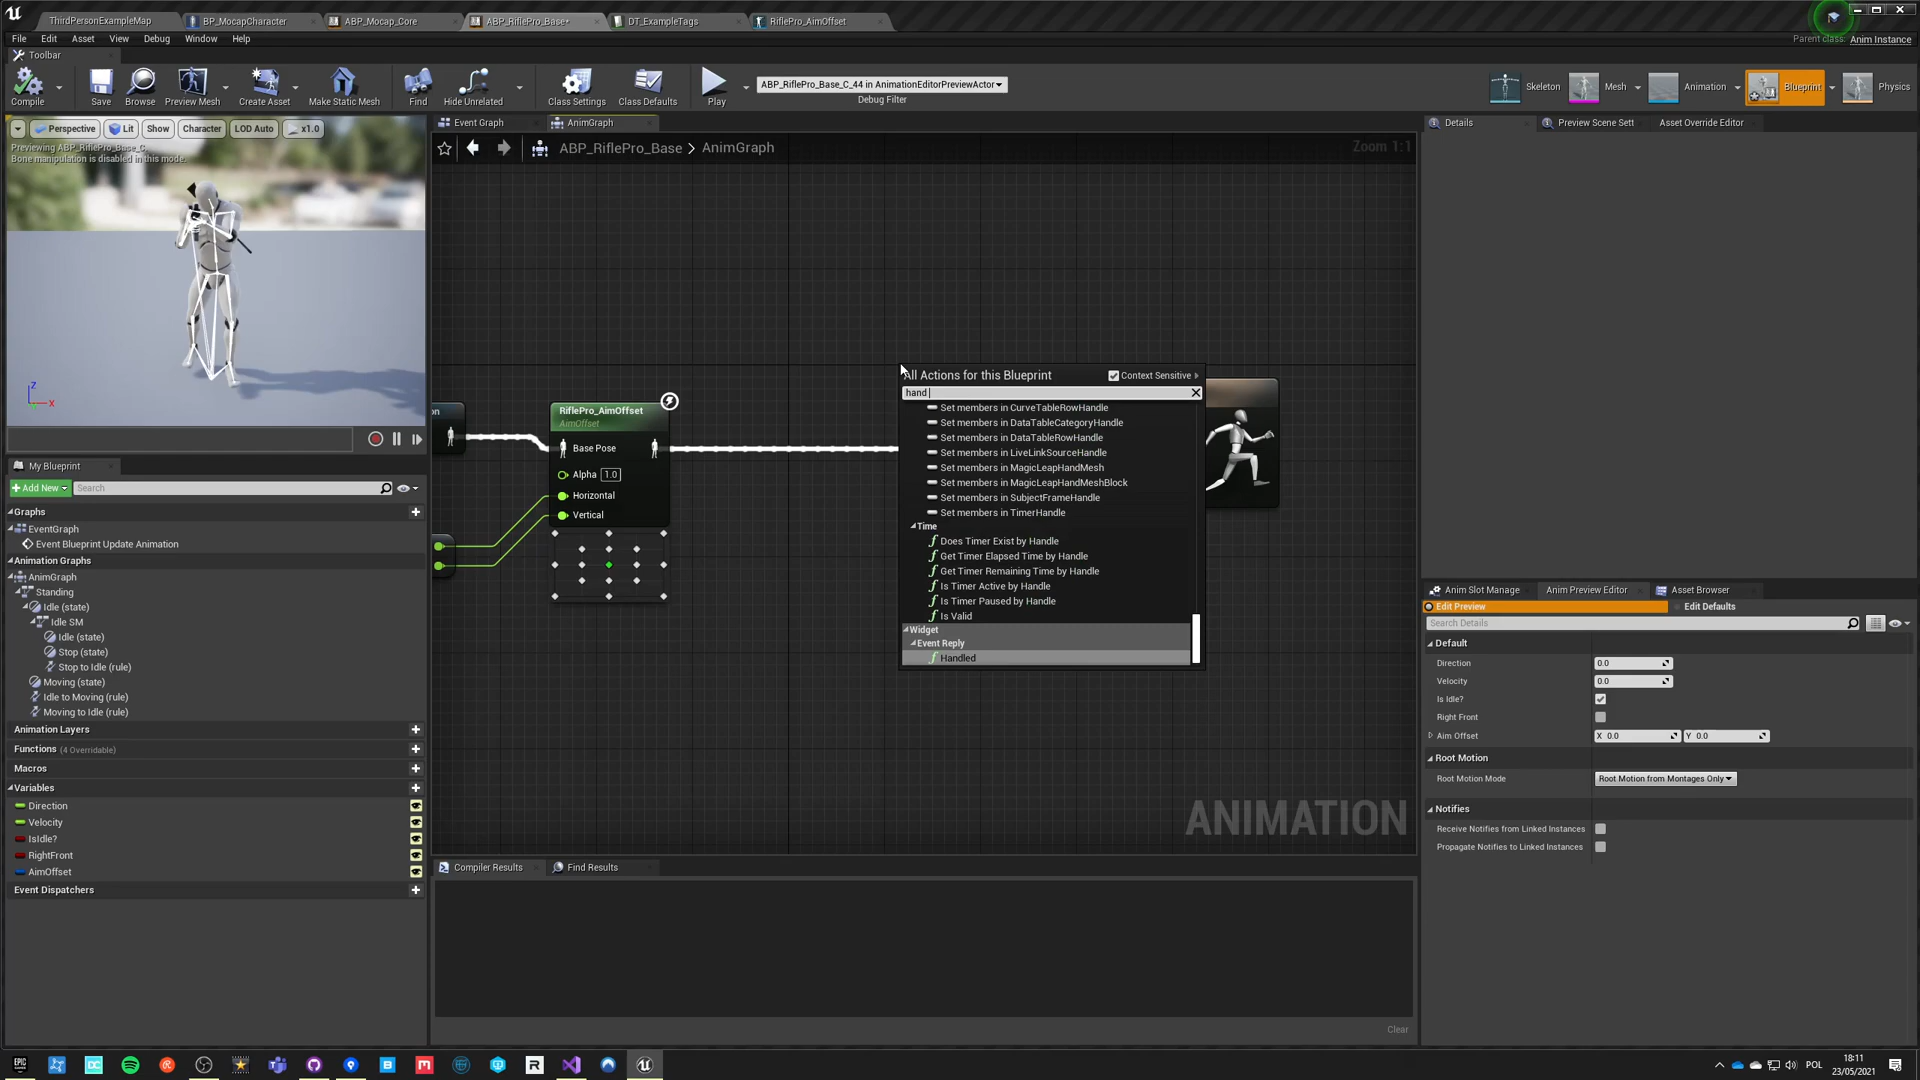 ThirdPersonExampleMap
BP_MocapCharacter
ABP_Mocap_Core
ABP_RiflePro_Base•
DT_ExampleTags
RiflePro_AimOffset
File Edit Asset View Debug Window Help
Parent class: Anim Instance
Toolbar
Compile
Save
Browse
Preview Mesh
Create Asset
Make Static Mesh
Find
Hide Unrelated
Class Settings
Class Defaults
Play
ABP_RiflePro_Base_C_44 in AnimationEditorPreviewActor
Debug Filter
Skeleton
Mesh
Animation
Blueprint
Physics
Perspective Lit Show Character LOD Auto x1.0
Previewing ABP_RiflePro_Base_C.
Bone manipulation is disabled in this mode.
Z
X
My Blueprint
Add New
Search
Graphs
EventGraph
Event Blueprint Update Animation
Animation Graphs
AnimGraph
Standing
Idle (state)
Idle SM
Idle (state)
Stop (state)
Stop to Idle (rule)
Moving (state)
Idle to Moving (rule)
Moving to Idle (rule)
Animation Layers
Functions (4 Overridable)
Macros
Variables
Direction
Velocity
IsIdle?
RightFront
AimOffset
Event Dispatchers
Event Graph
AnimGraph
ABP_RiflePro_Base > AnimGraph
Zoom 1:1
on
RiflePro_AimOffset
AimOffset
Base Pose
Alpha 1.0
Horizontal
Vertical
All Actions for this Blueprint
Context Sensitive
hand
Set members in CurveTableRowHandle
Set members in DataTableCategoryHandle
Set members in DataTableRowHandle
Set members in LiveLinkSourceHandle
Set members in MagicLeapHandMesh
Set members in MagicLeapHandMeshBlock
Set members in SubjectFrameHandle
Set members in TimerHandle
Time
Does Timer Exist by Handle
Get Timer Elapsed Time by Handle
Get Timer Remaining Time by Handle
Is Timer Active by Handle
Is Timer Paused by Handle
Is Valid
Widget
Event Reply
Handled
ANIMATION
Compiler Results
Find Results
Clear
Details
Preview Scene Sett
Asset Override Editor
Anim Slot Manage
Anim Preview Editor
Asset Browser
Edit Preview
Edit Defaults
Search Details
Default
Direction 0.0
Velocity 0.0
Is Idle?
Right Front
Aim Offset X 0.0 Y 0.0
Root Motion
Root Motion Mode Root Motion from Montages Only
Notifies
Receive Notifies from Linked Instances
Propagate Notifies to Linked Instances
EPIC
DC
B
M
R
POL
18:11
23/05/2021